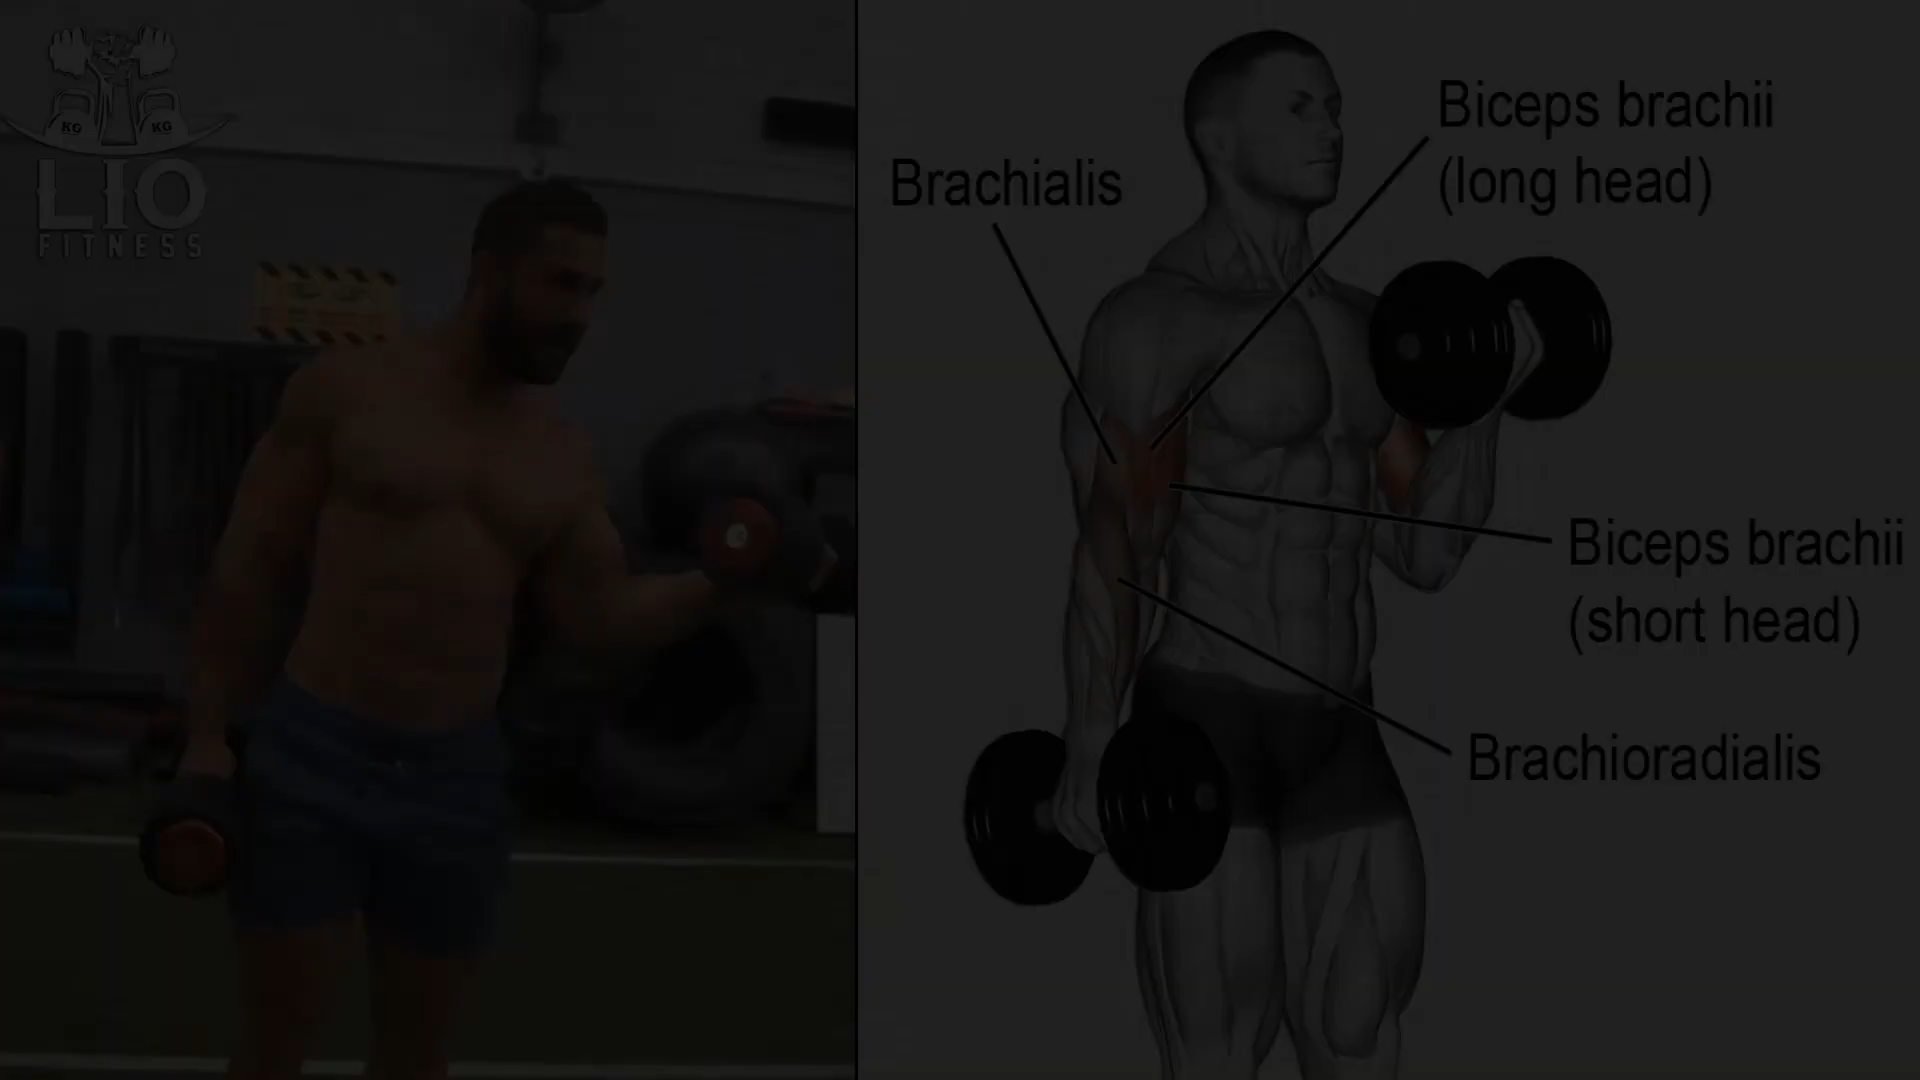 KG
KG
LIO
FITNESS
Brachialis
Biceps brachii
(long head)
Biceps brachii
(short head)
Brachioradialis